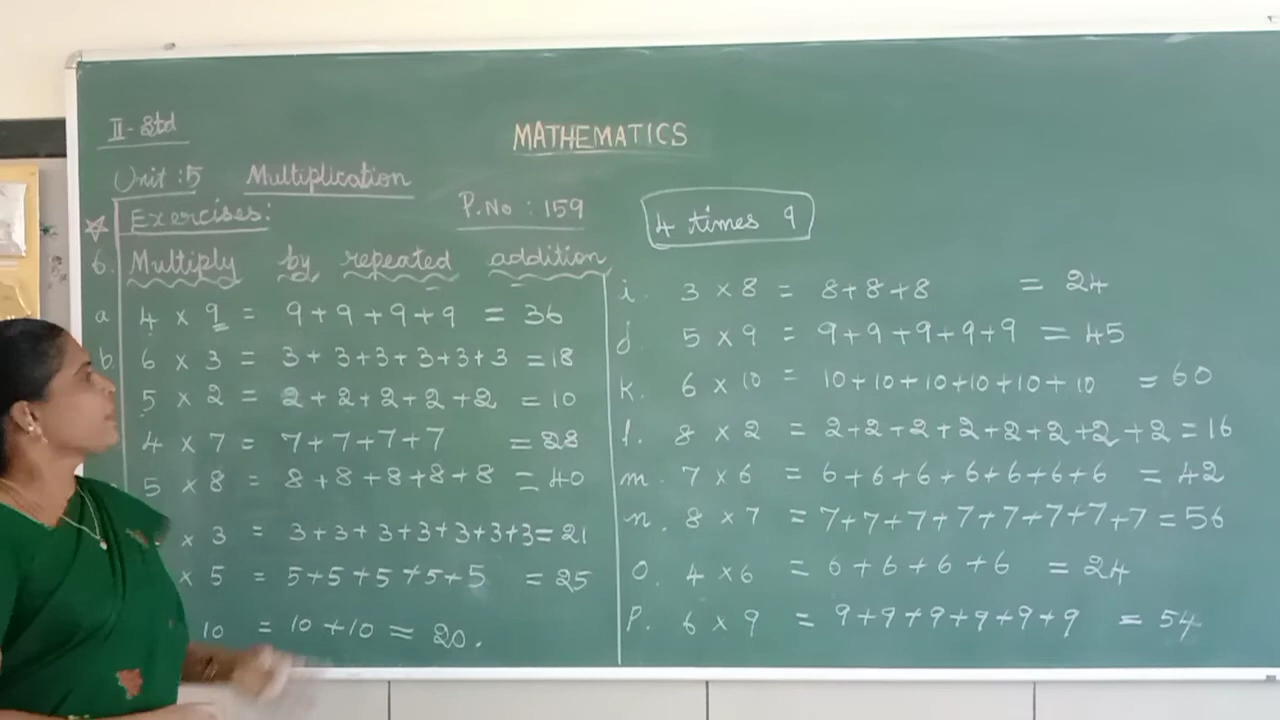 II - Std
MATHEMATICS
Unit : 5 Multiplication
Exercises: P.No : 159
6. Multiply by repeated addition
a 4 × 9 = 9 + 9 + 9 + 9 = 36
b 6 × 3 = 3 + 3 + 3 + 3 + 3 + 3 = 18
5 × 2 = 2 + 2 + 2 + 2 + 2 = 10
4 × 7 = 7 + 7 + 7 + 7 = 28
5 × 8 = 8 + 8 + 8 + 8 + 8 = 40
× 3 = 3 + 3 + 3 + 3 + 3 + 3 + 3 = 21
× 5 = 5 + 5 + 5 + 5 + 5 = 25
10 = 10 + 10 = 20.
4 times 9
i. 3 × 8 = 8 + 8 + 8 = 24
j. 5 × 9 = 9 + 9 + 9 + 9 + 9 = 45
k. 6 × 10 = 10 + 10 + 10 + 10 + 10 + 10 = 60
l. 8 × 2 = 2 + 2 + 2 + 2 + 2 + 2 + 2 + 2 = 16
m. 7 × 6 = 6 + 6 + 6 + 6 + 6 + 6 + 6 = 42
n. 8 × 7 = 7 + 7 + 7 + 7 + 7 + 7 + 7 + 7 = 56
o. 4 × 6 = 6 + 6 + 6 + 6 = 24
p. 6 × 9 = 9 + 9 + 9 + 9 + 9 + 9 = 54